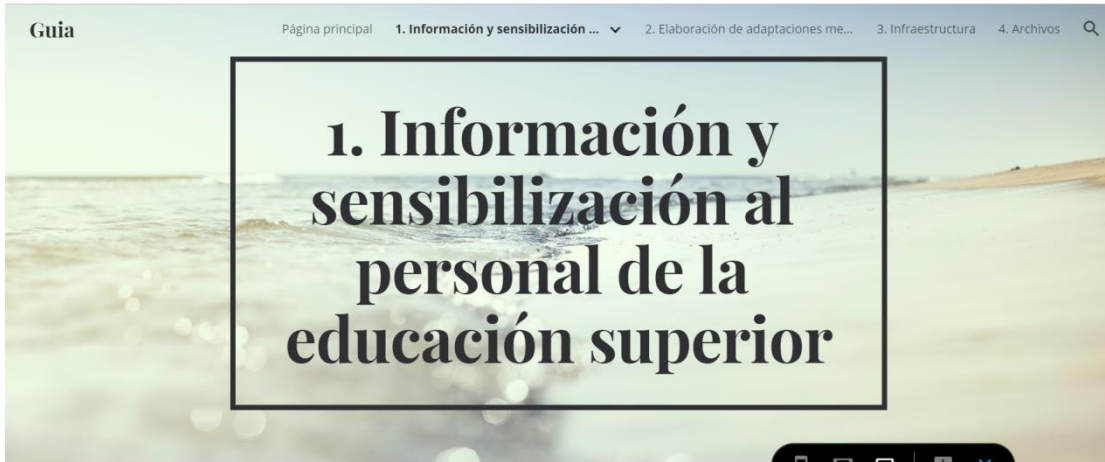 Guia
Página principal 1. Información y sensibilización ... 2. Elaboración de adaptaciones me... 3. Infraestructura 4. Archivos
1. Información y
sensibilización al
personal de la
educación superior